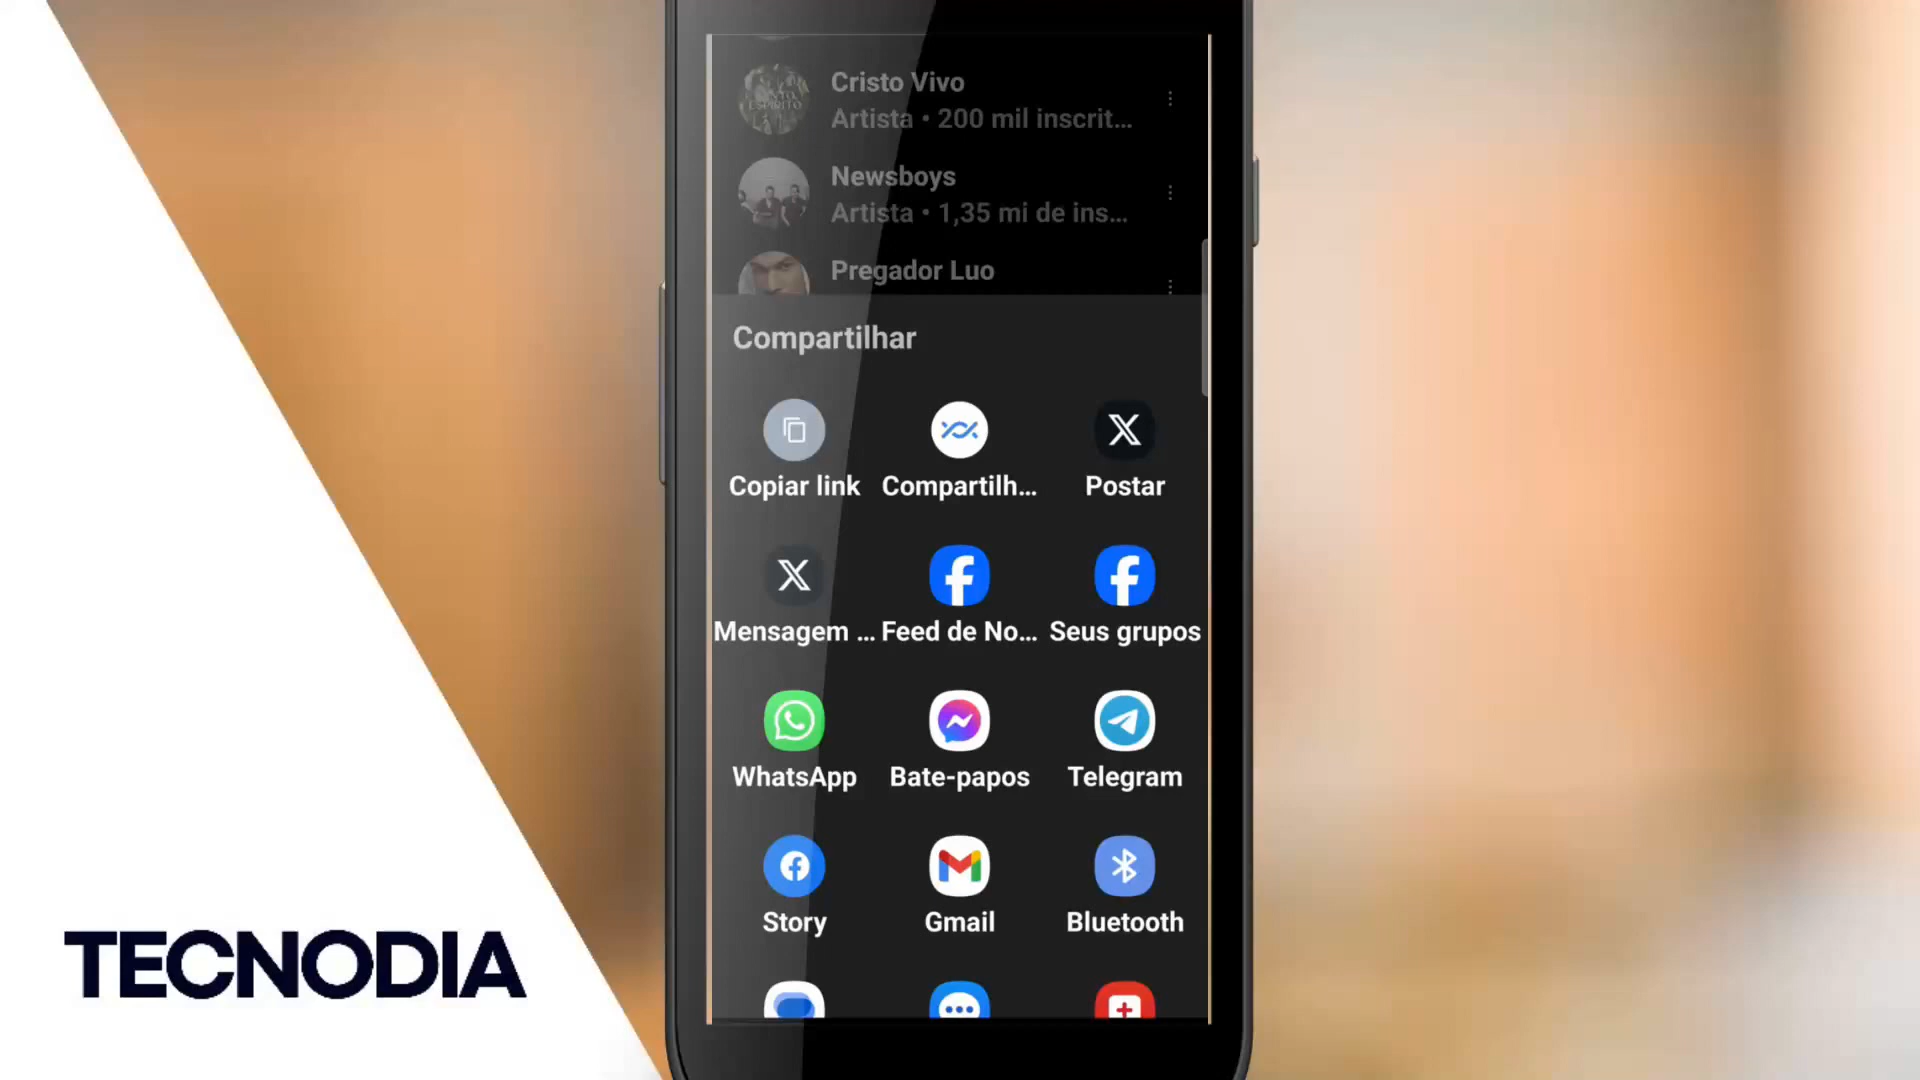 Cristo Vivo
Artista • 200 mil inscrit...
Newsboys
Artista • 1,35 mi de ins...
Pregador Luo
Compartilhar
Copiar link
Compartilh...
Postar
Mensagem ...
Feed de No...
Seus grupos
WhatsApp
Bate-papos
Telegram
Story
Gmail
Bluetooth
TECNODIA